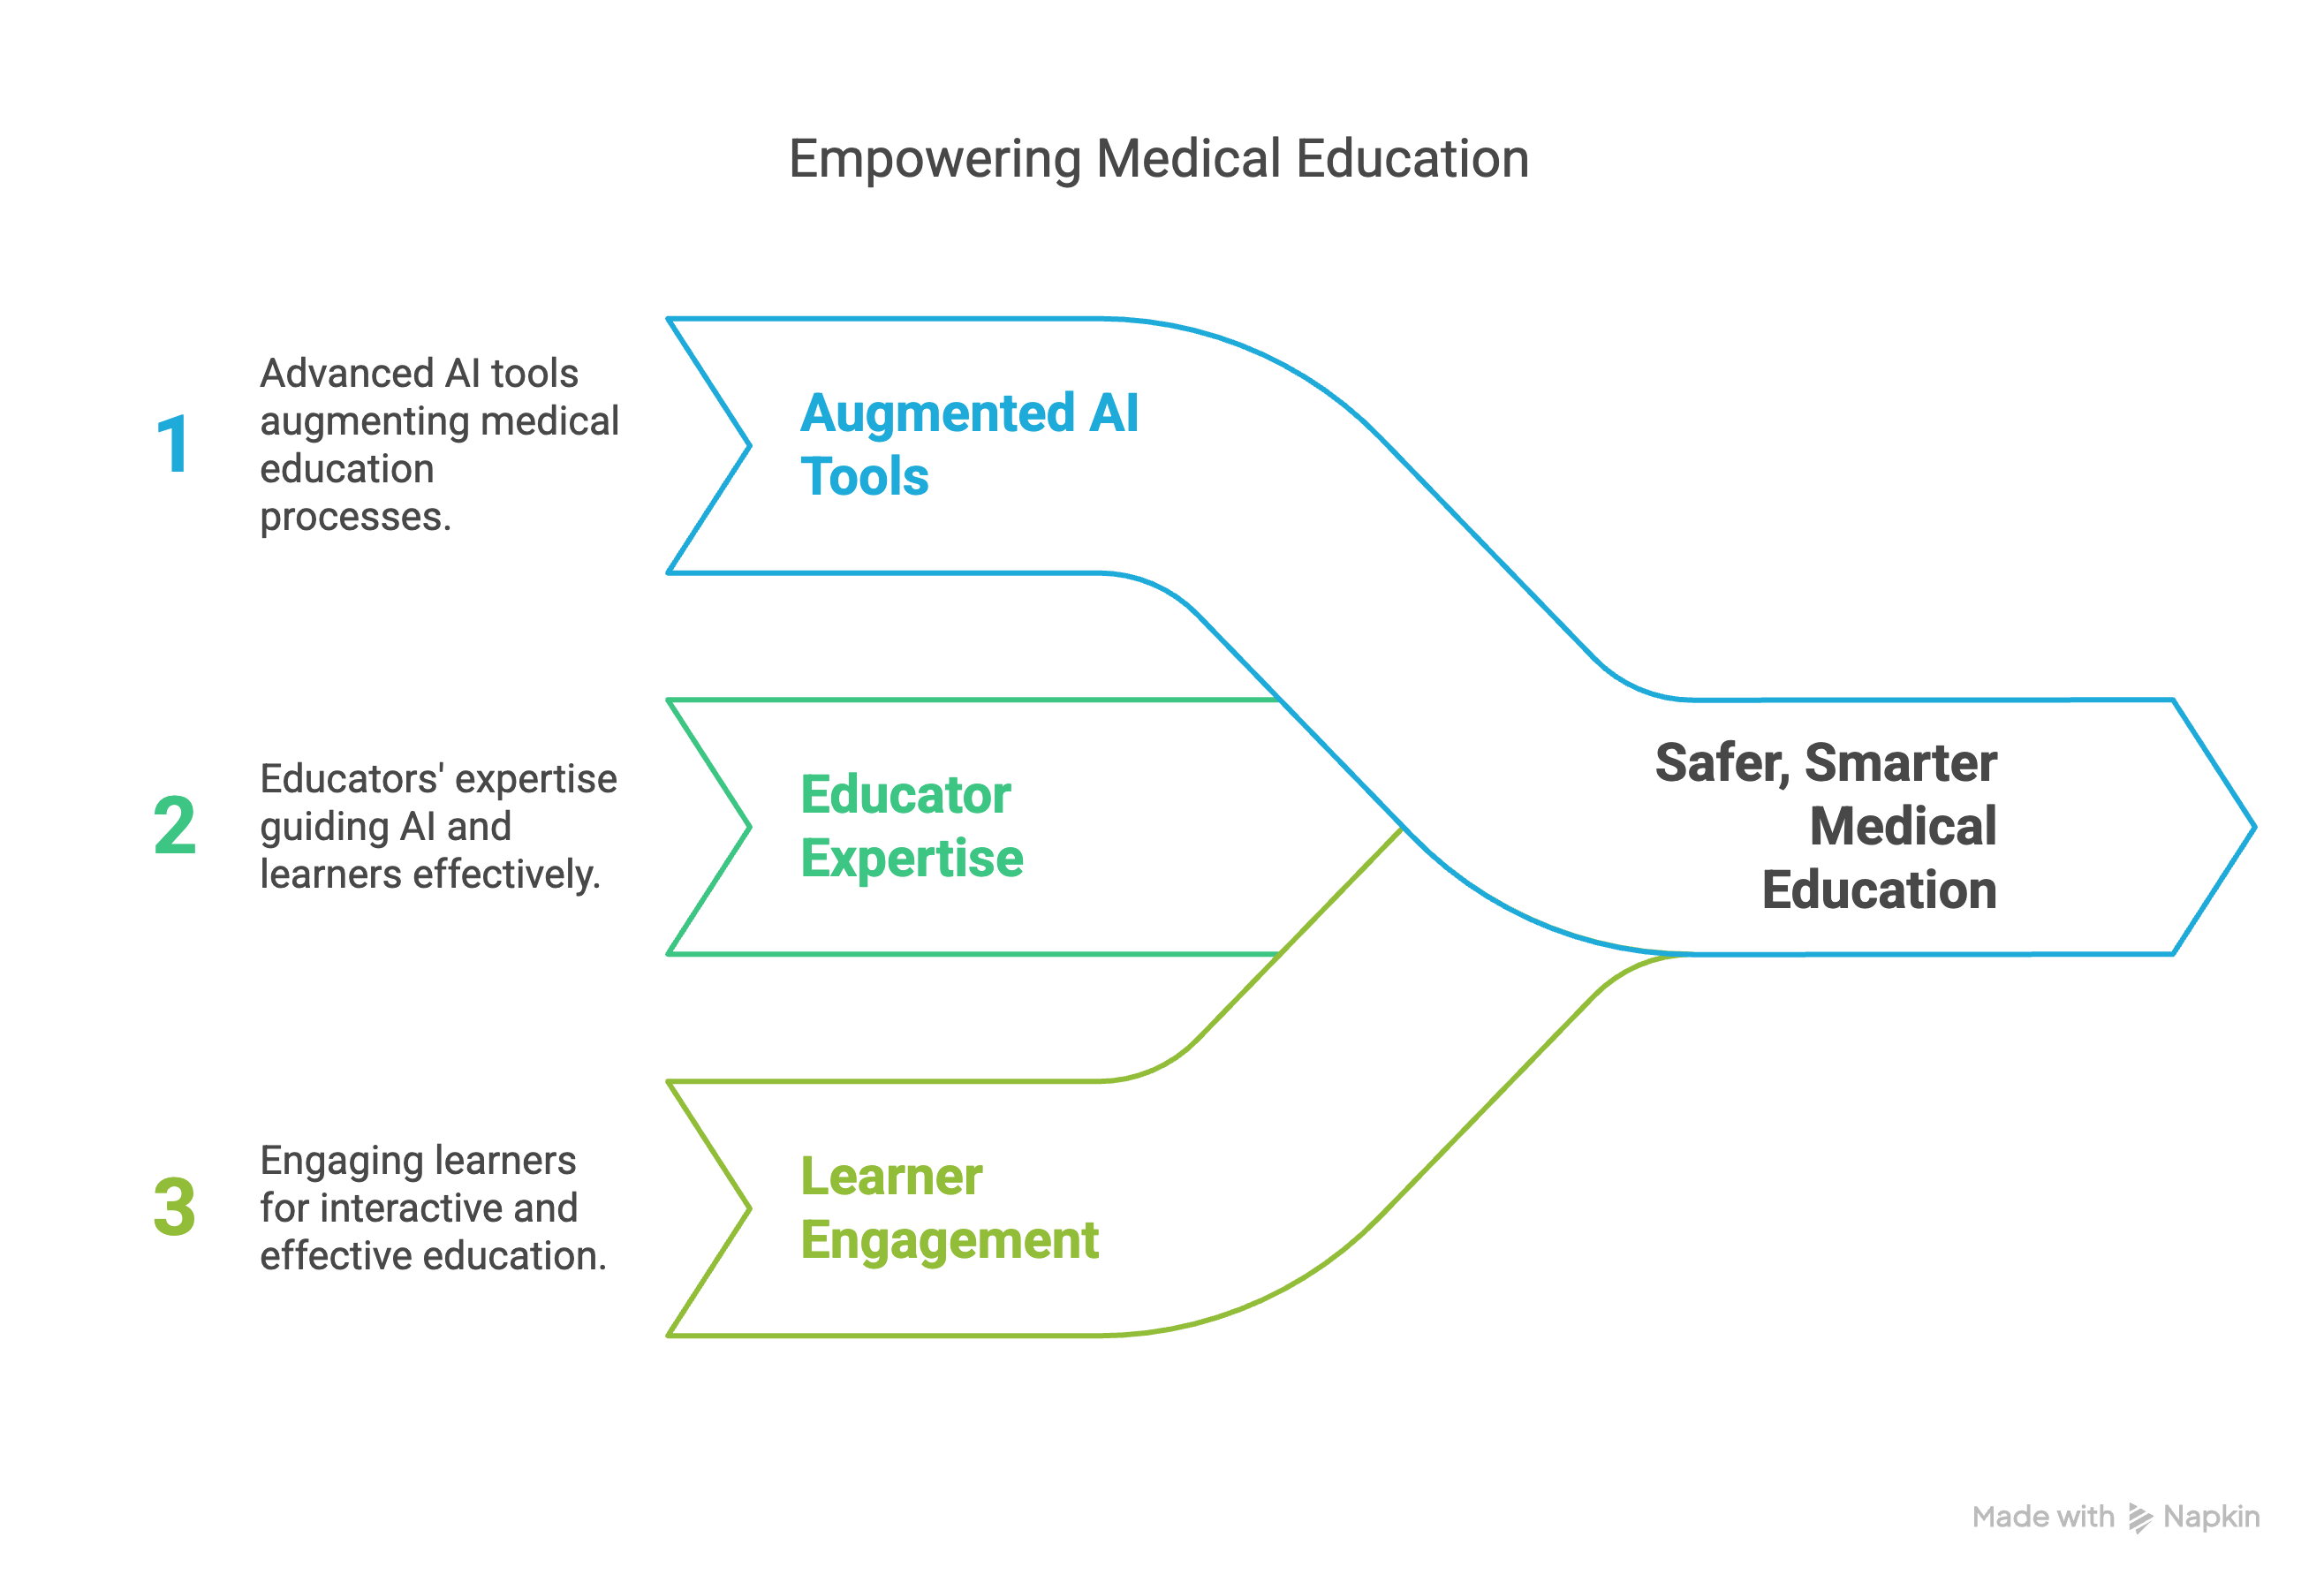 Empowering Medical Education
1
Advanced AI tools
augmenting medical
education
processes.
Augmented AI
Tools
2
Educators' expertise
guiding AI and
learners effectively.
Educator
Expertise
Safer, Smarter
Medical
Education
3
Engaging learners
for interactive and
effective education.
Learner
Engagement
Made with Napkin